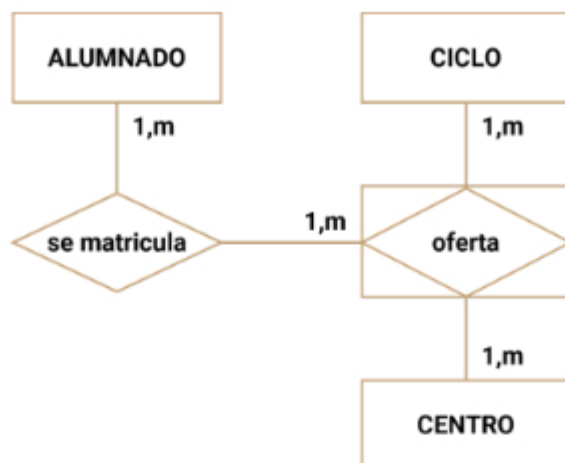 ALUMNADO
CICLO
1,m
1,m
se matricula
1,m
oferta
1,m
CENTRO